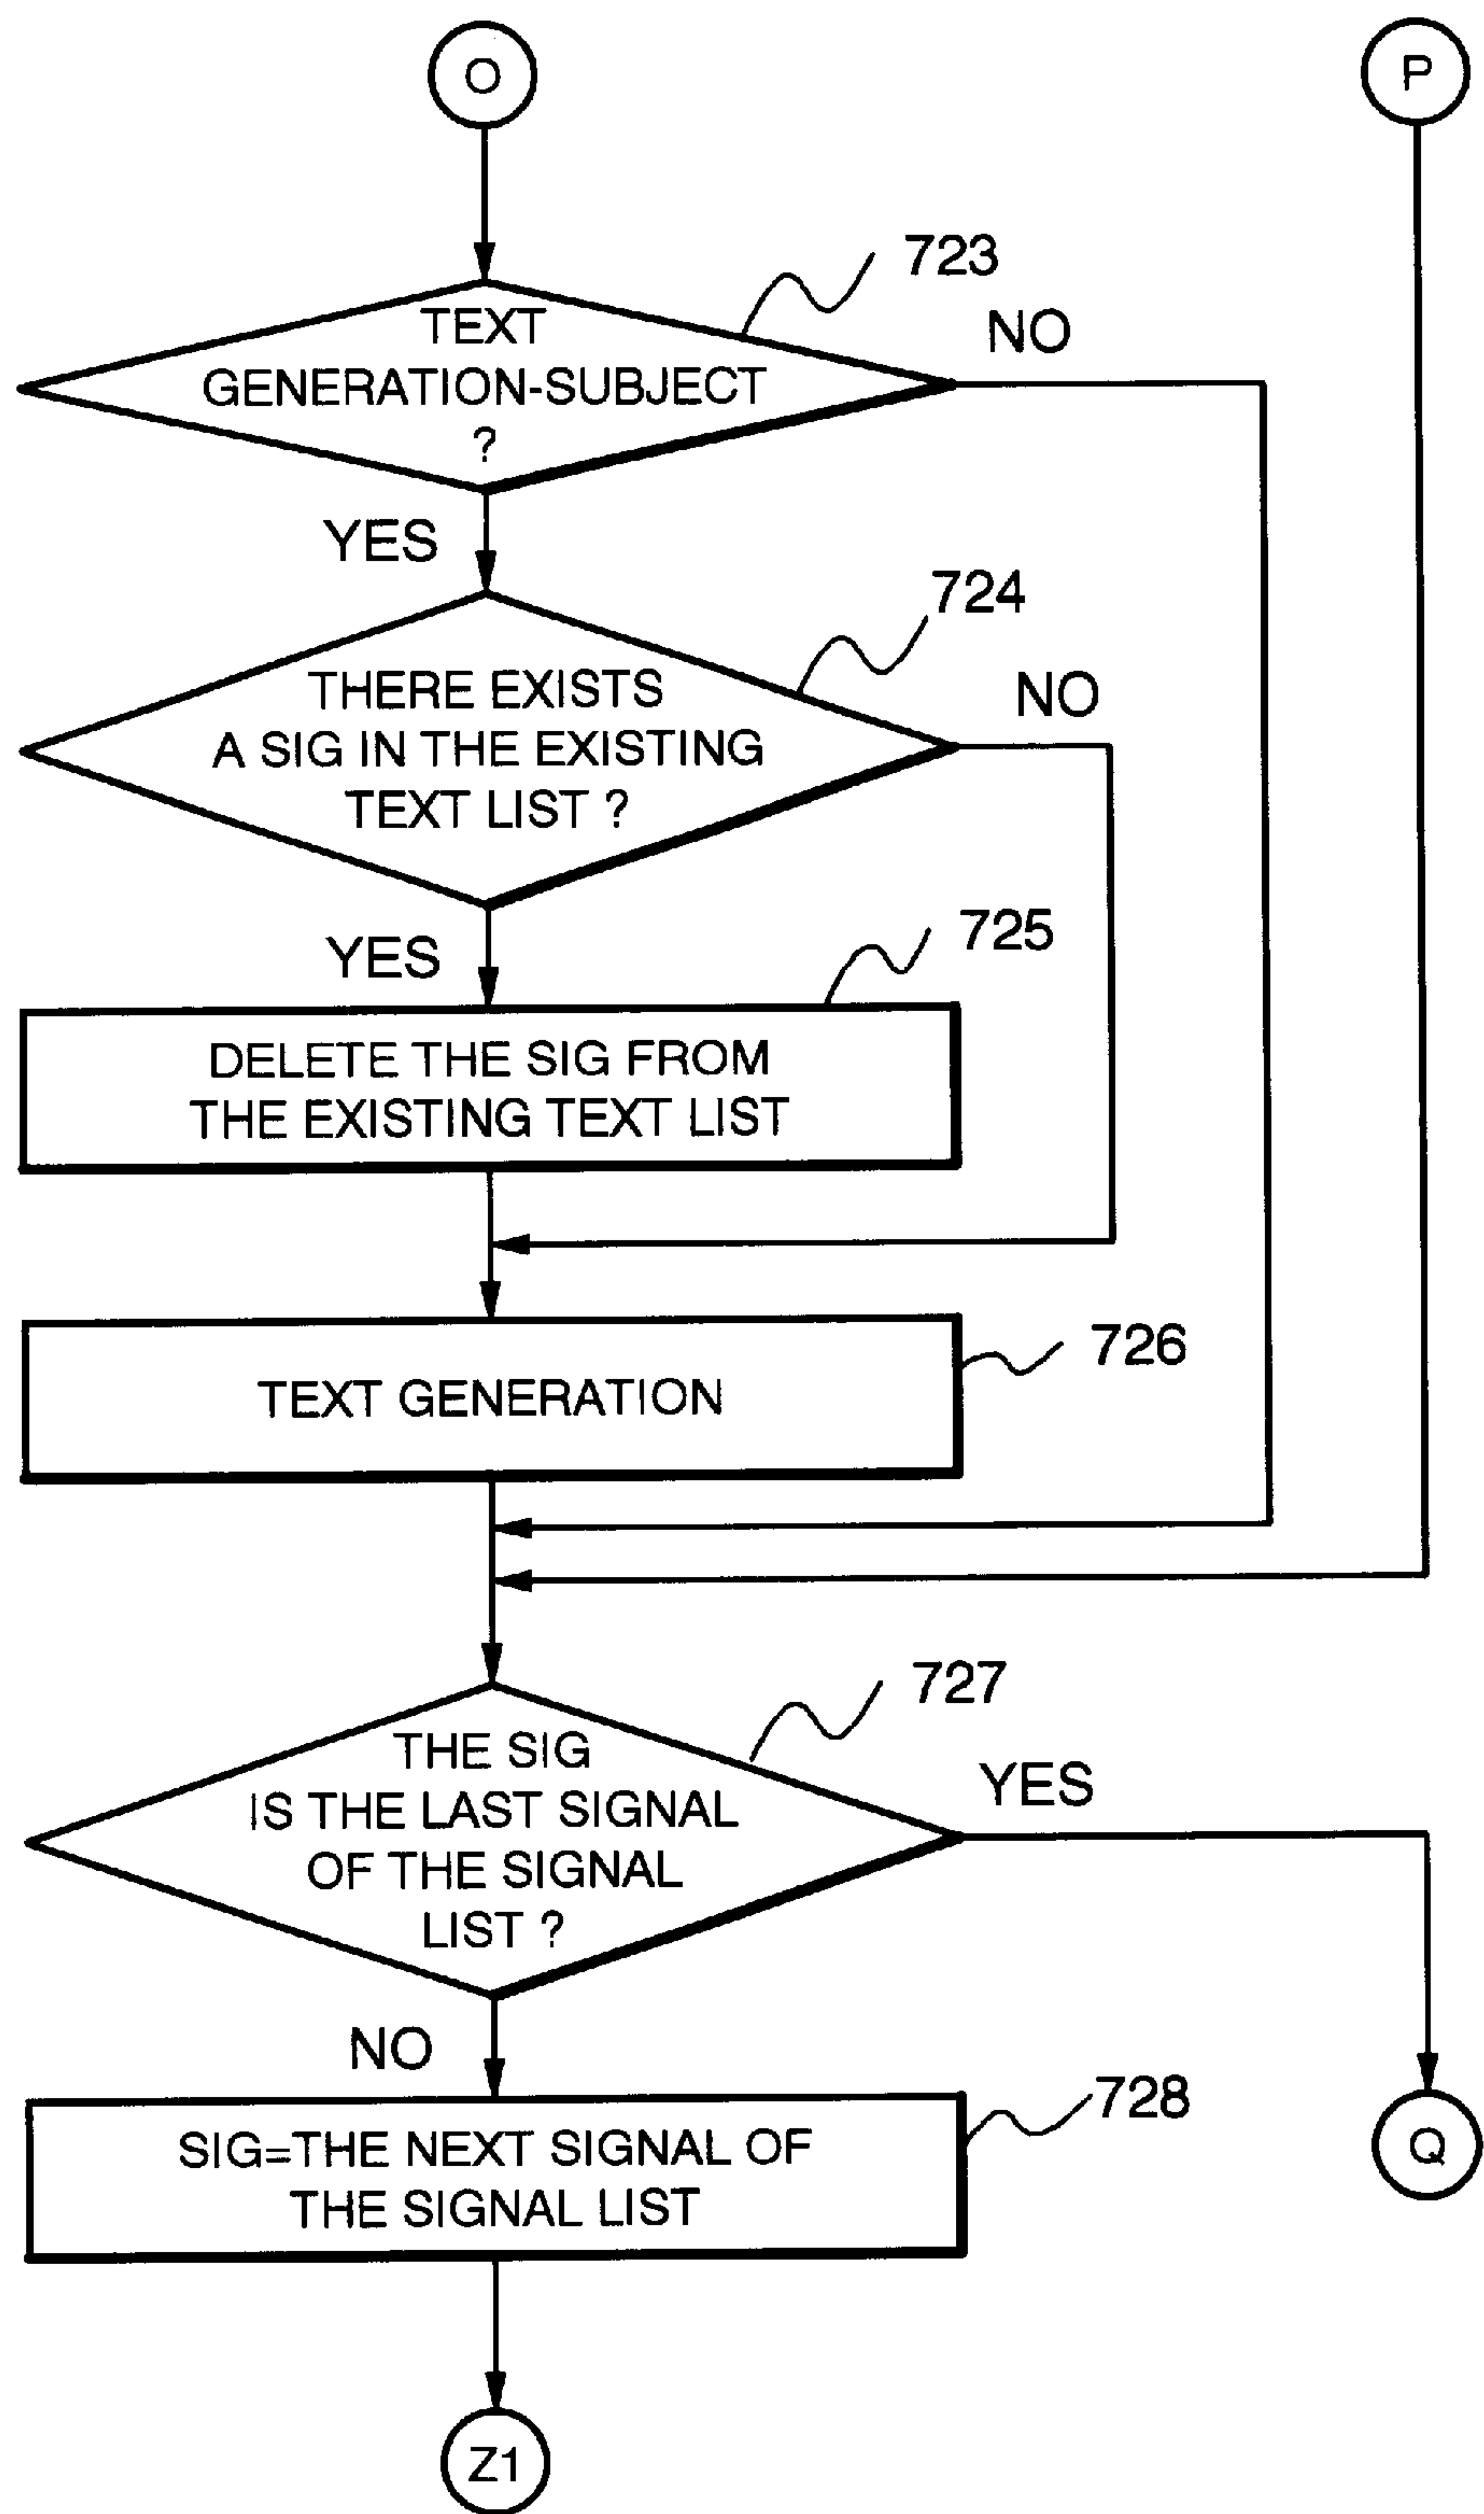 O
P
723
TEXT
GENERATION-SUBJECT
?
NO
YES
724
THERE EXISTS
A SIG IN THE EXISTING
TEXT LIST ?
NO
YES
725
DELETE THE SIG FROM
THE EXISTING TEXT LIST
726
TEXT GENERATION
727
THE SIG
IS THE LAST SIGNAL
OF THE SIGNAL
LIST ?
YES
NO
728
SIG=THE NEXT SIGNAL OF
THE SIGNAL LIST
Q
Z1